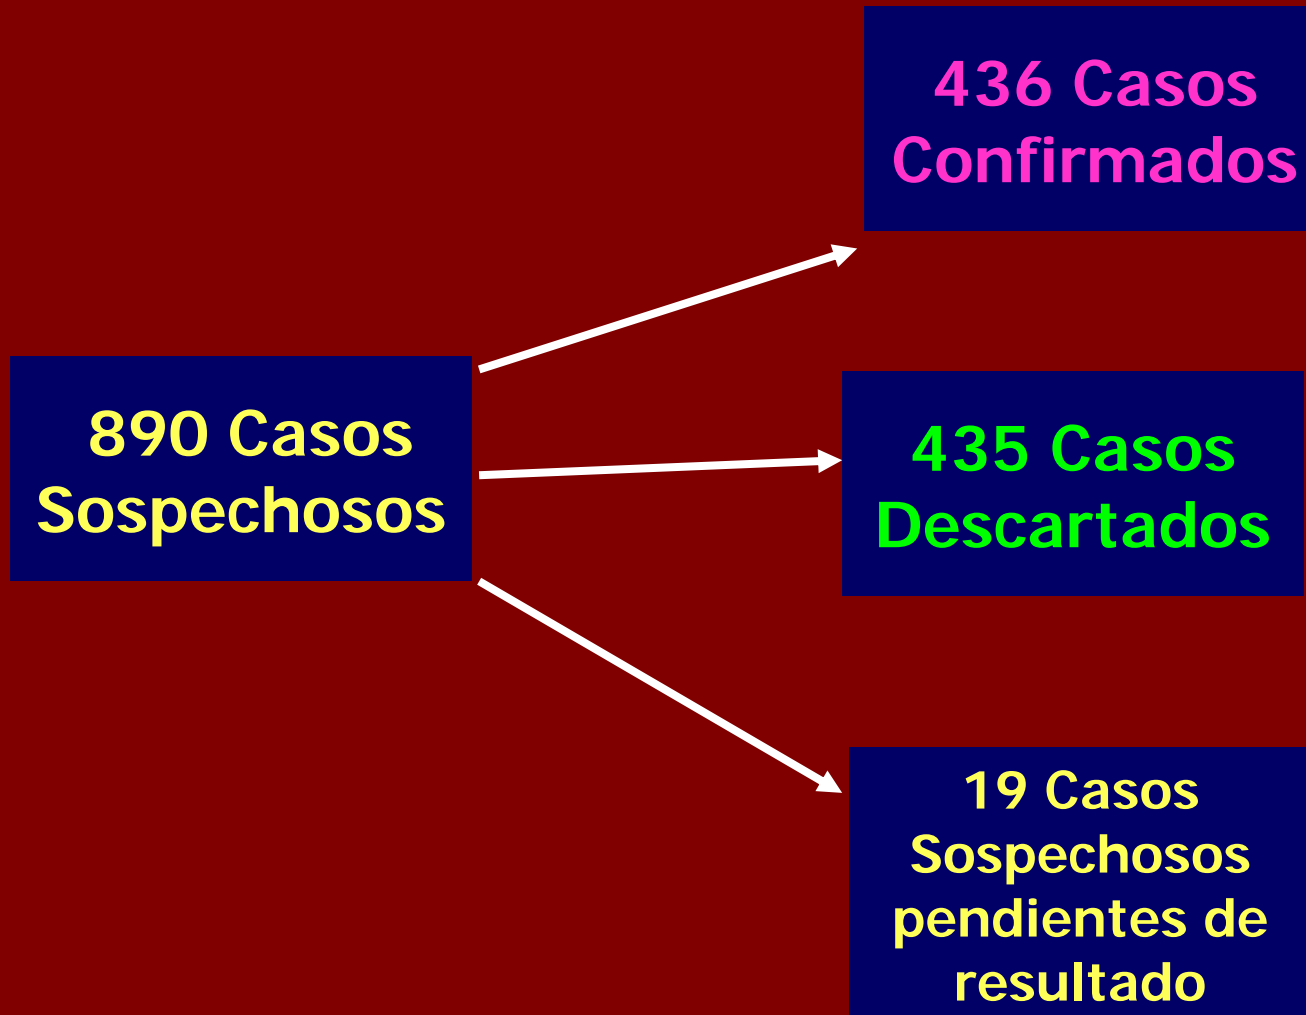 436 Casos
Confirmados
890 Casos
Sospechosos
435 Casos
Descartados
19 Casos
Sospechosos
pendientes de
resultado